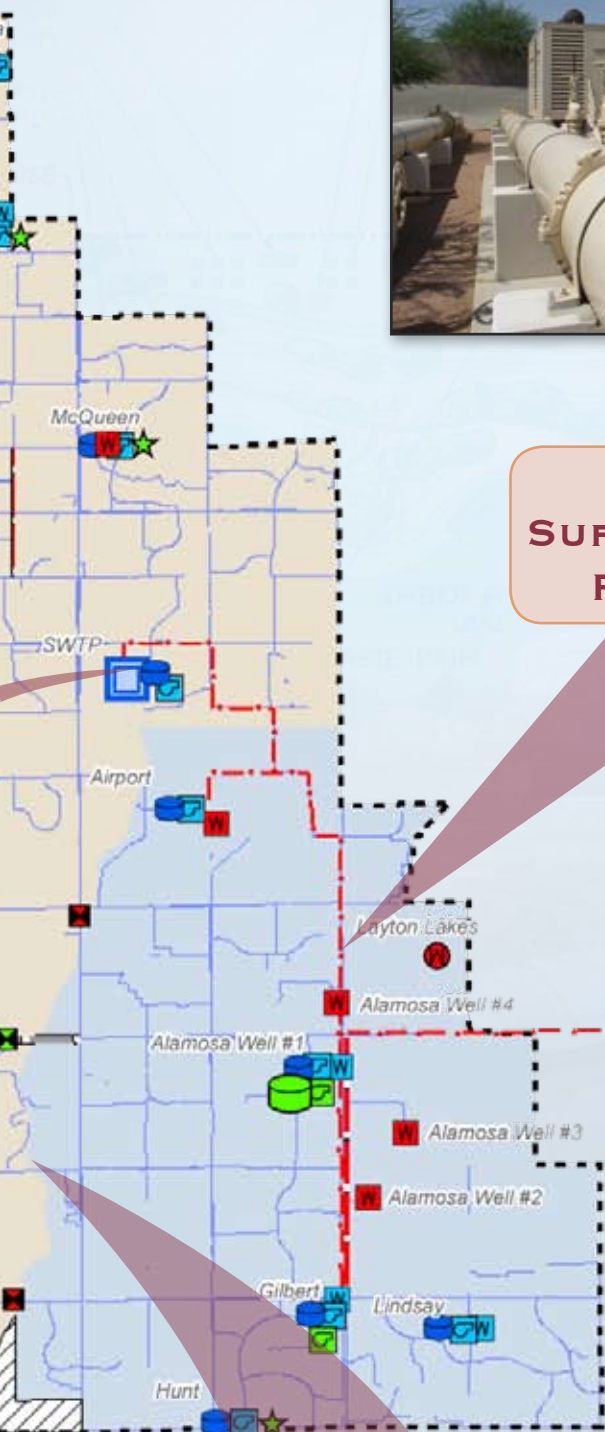 McQueen
W
SWTP
Airport
W
Layton Lakes
W
W
Alamosa Well #4
Alamosa Well #1
W
W
Alamosa Well #3
W
Alamosa Well #2
Gilbert
W
Lindsay
W
Hunt